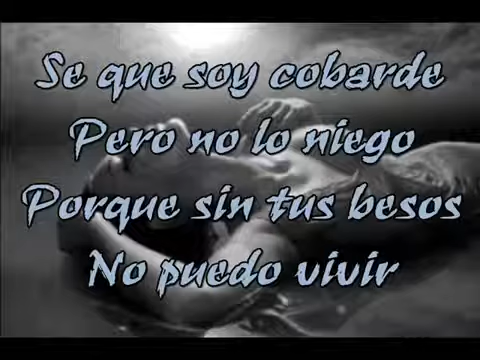 Se que soy cobarde
Pero no lo niego
Porque sin tus besos
No puedo vivir